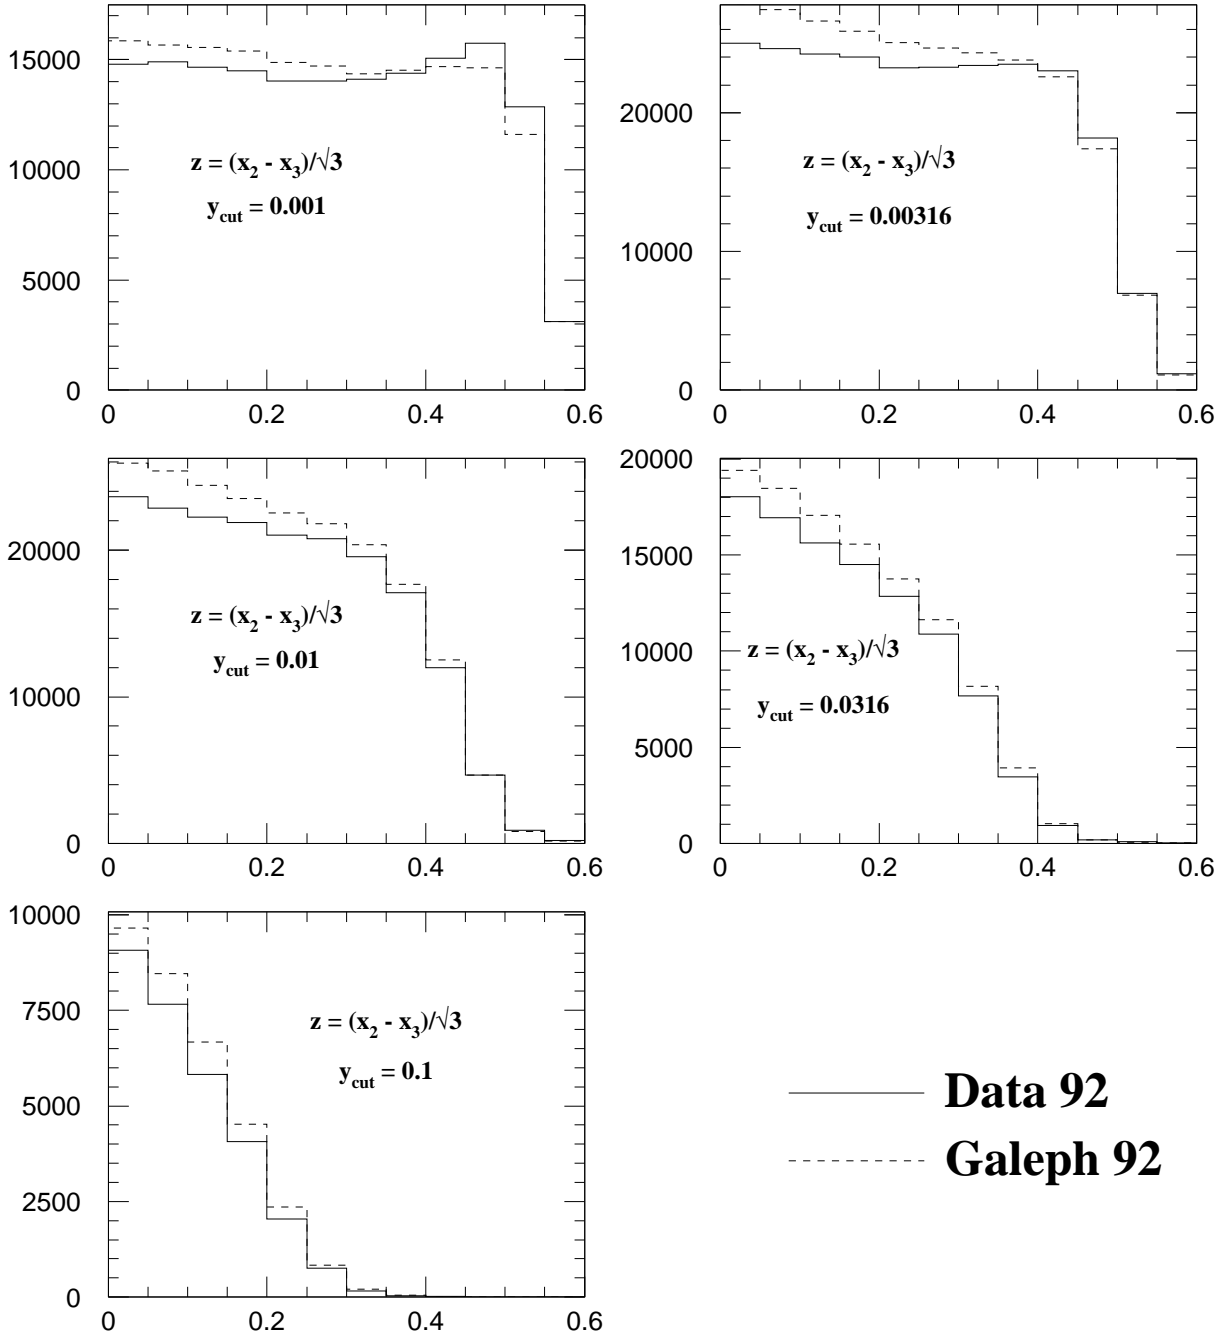 15000
10000
5000
0
0 0.2 0.4 0.6
z = (x2 - x3)/√3
ycut = 0.001
20000
10000
0
0 0.2 0.4 0.6
z = (x2 - x3)/√3
ycut = 0.00316
20000
10000
0
0 0.2 0.4 0.6
z = (x2 - x3)/√3
ycut = 0.01
20000
15000
10000
5000
0
0 0.2 0.4 0.6
z = (x2 - x3)/√3
ycut = 0.0316
10000
7500
5000
2500
0
0 0.2 0.4 0.6
z = (x2 - x3)/√3
ycut = 0.1
Data 92
Galeph 92